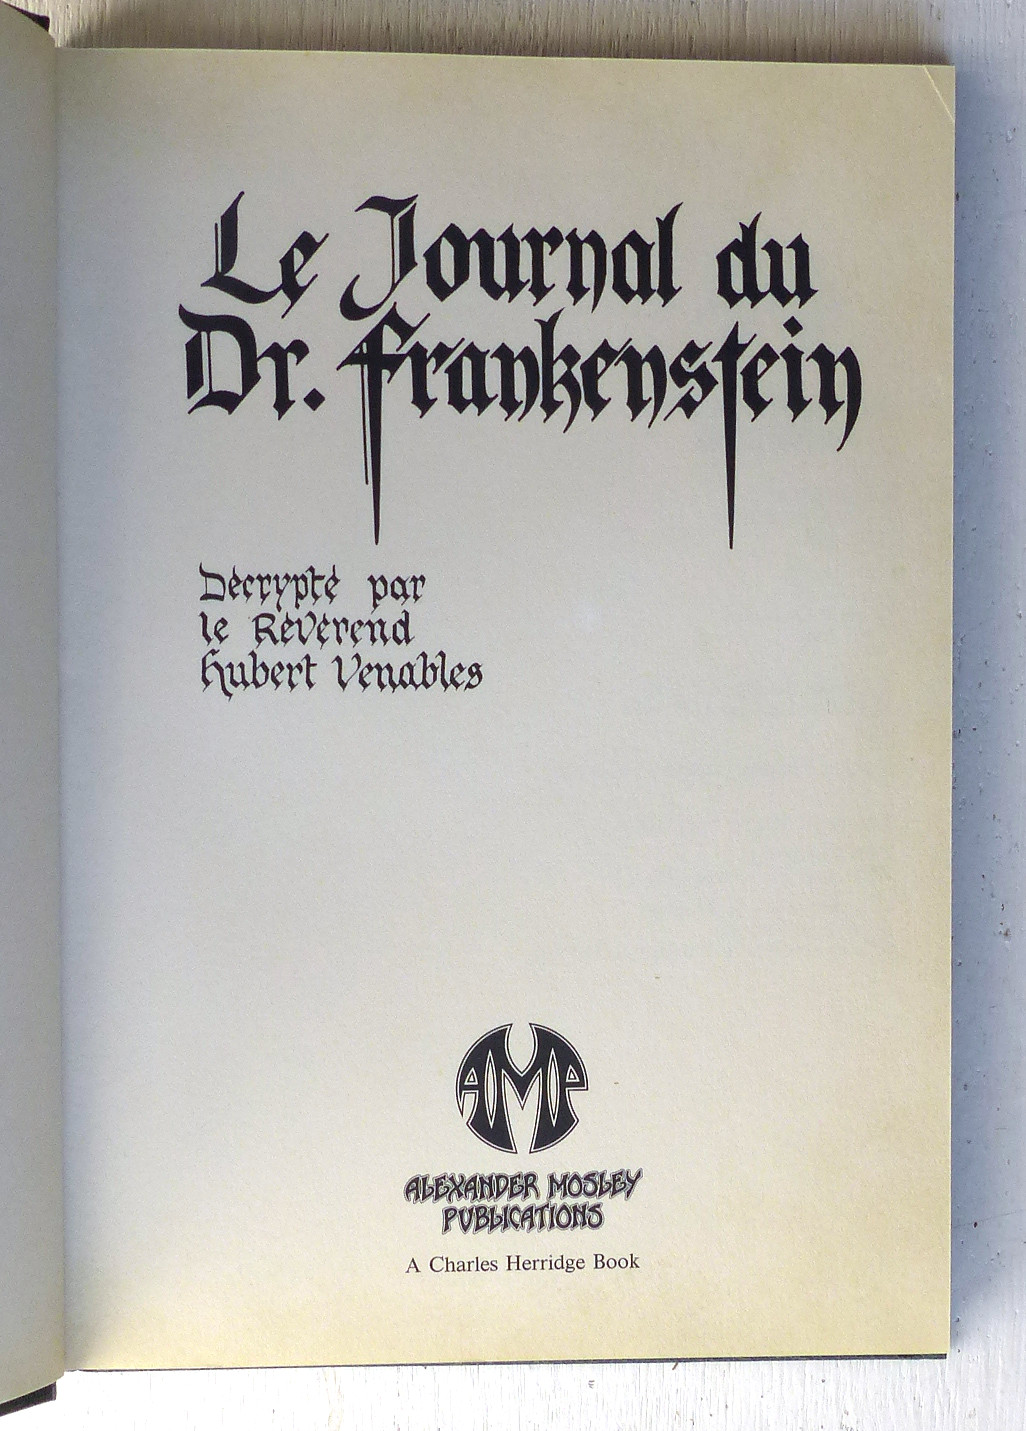 Le Journal du
Dr. Frankenstein
Décrypté par
le Révérend
Hubert Venables
AMP
ALEXANDER MOSLEY
PUBLICATIONS
A Charles Herridge Book